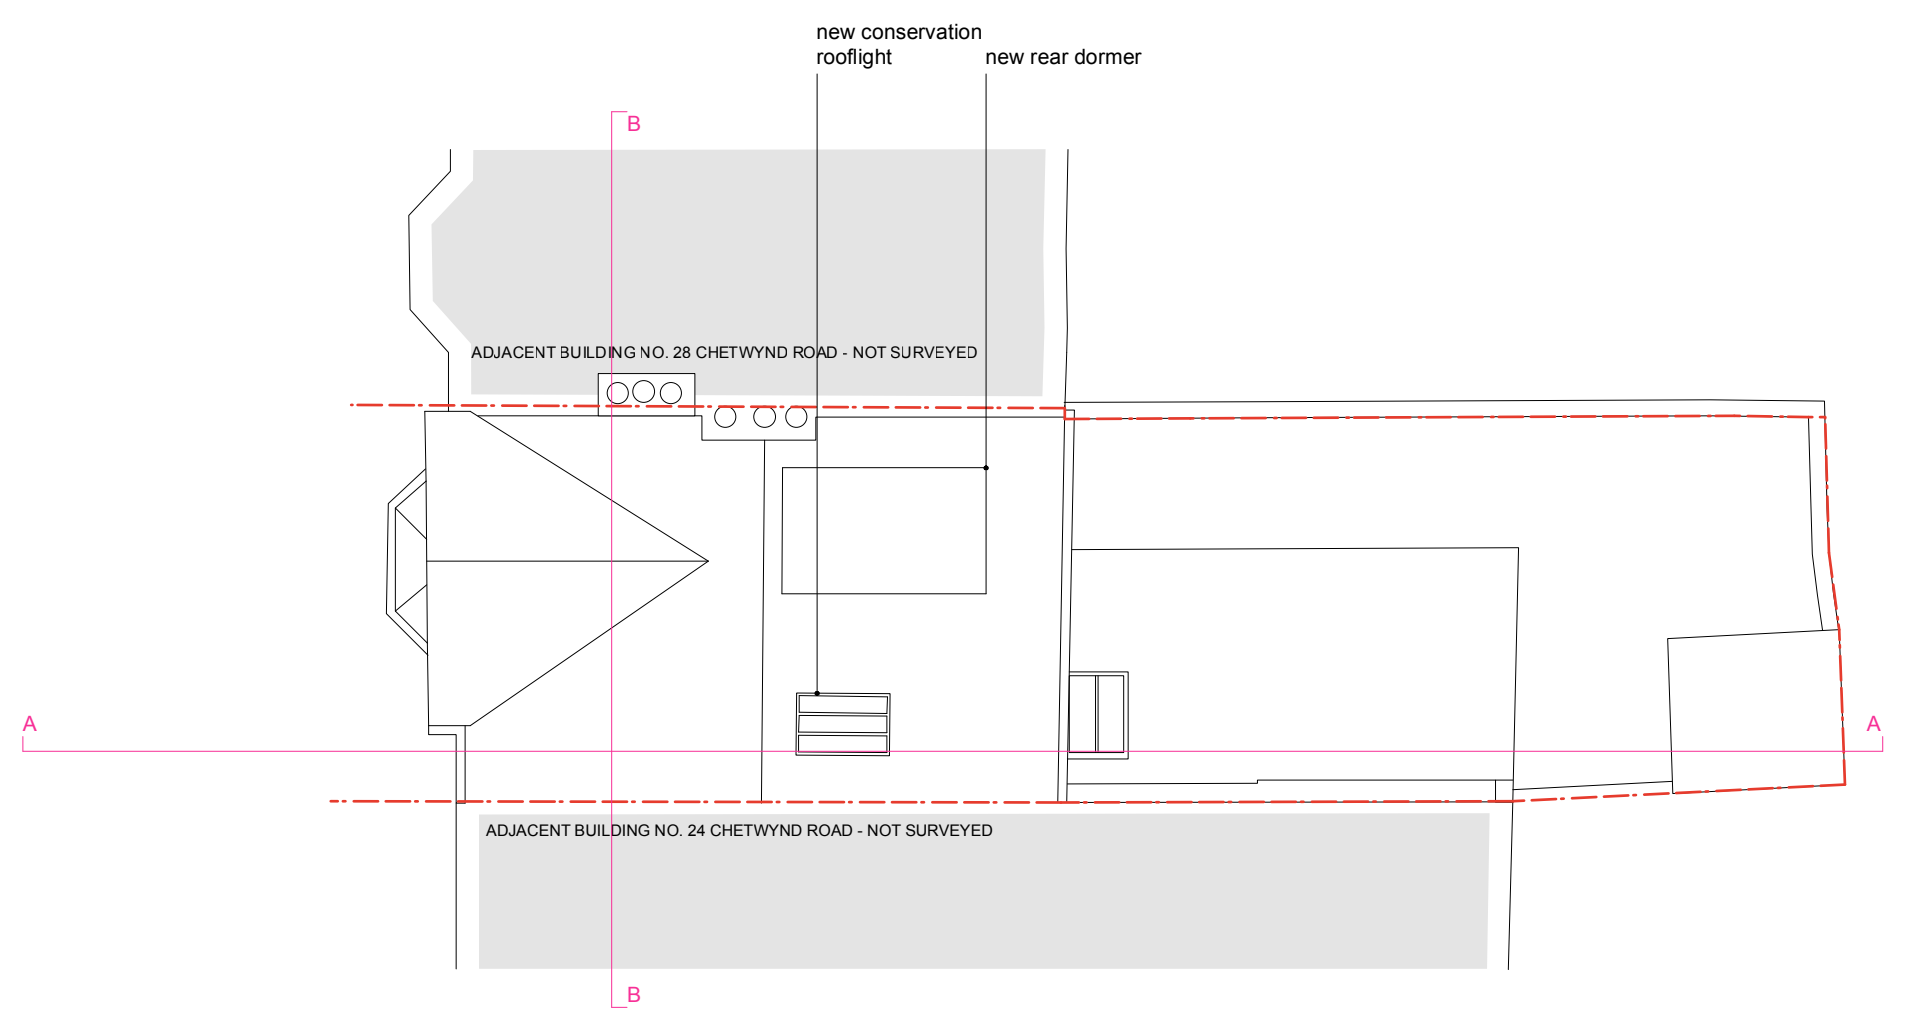 new conservation
rooflight
new rear dormer
B
ADJACENT BUILDING NO. 28 CHETWYND ROAD - NOT SURVEYED
A
A
ADJACENT BUILDING NO. 24 CHETWYND ROAD - NOT SURVEYED
B